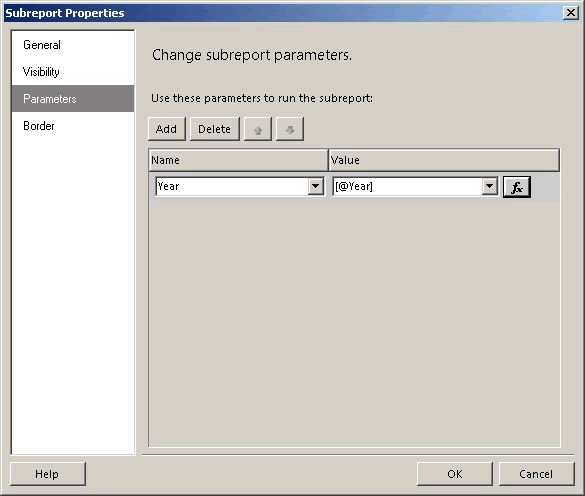 Subreport Properties
General
Visibility
Parameters
Border
Change subreport parameters.
Use these parameters to run the subreport:
Add Delete
Name Value
Year [@Year] fx
Help OK Cancel